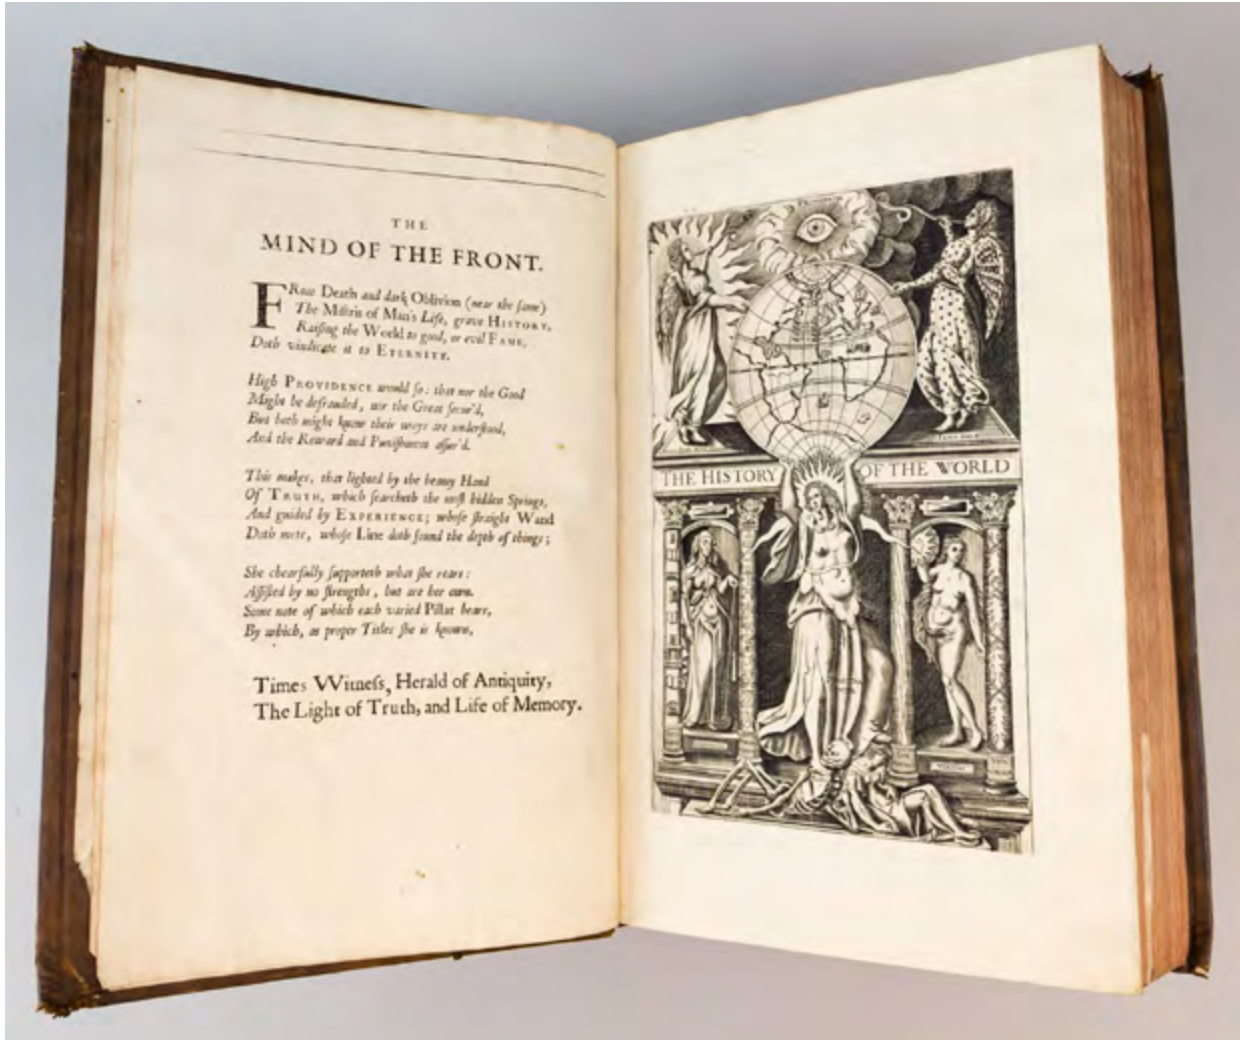 THE
MIND OF THE FRONT.
FRom Death and dark Oblivion (near the same)
The Mistris of Man's Life, grave HISTORY,
Raising the World to good, or evil FAME,
Doth vindicate it to ETERNITY.
High PROVIDENCE would so: that nor the Good
Might be defrauded, nor the Great secur'd,
But both might know their ways are understood,
And the Reward and Punishment assur'd.
This makes, that lighted by the beamy Hand
Of TRUTH, which searcheth the most hidden Springs,
And guided by EXPERIENCE; whose straight Wand
Doth mete, whose Line doth sound the depth of things;
She chearfully supporteth what she rears:
Assisted by no strengths, but are her own.
Some note of which each varied Pillar bears,
By which, as proper Titles she is known,
Times Witness, Herald of Antiquity,
The Light of Truth, and Life of Memory.
THE HISTORY OF THE WORLD